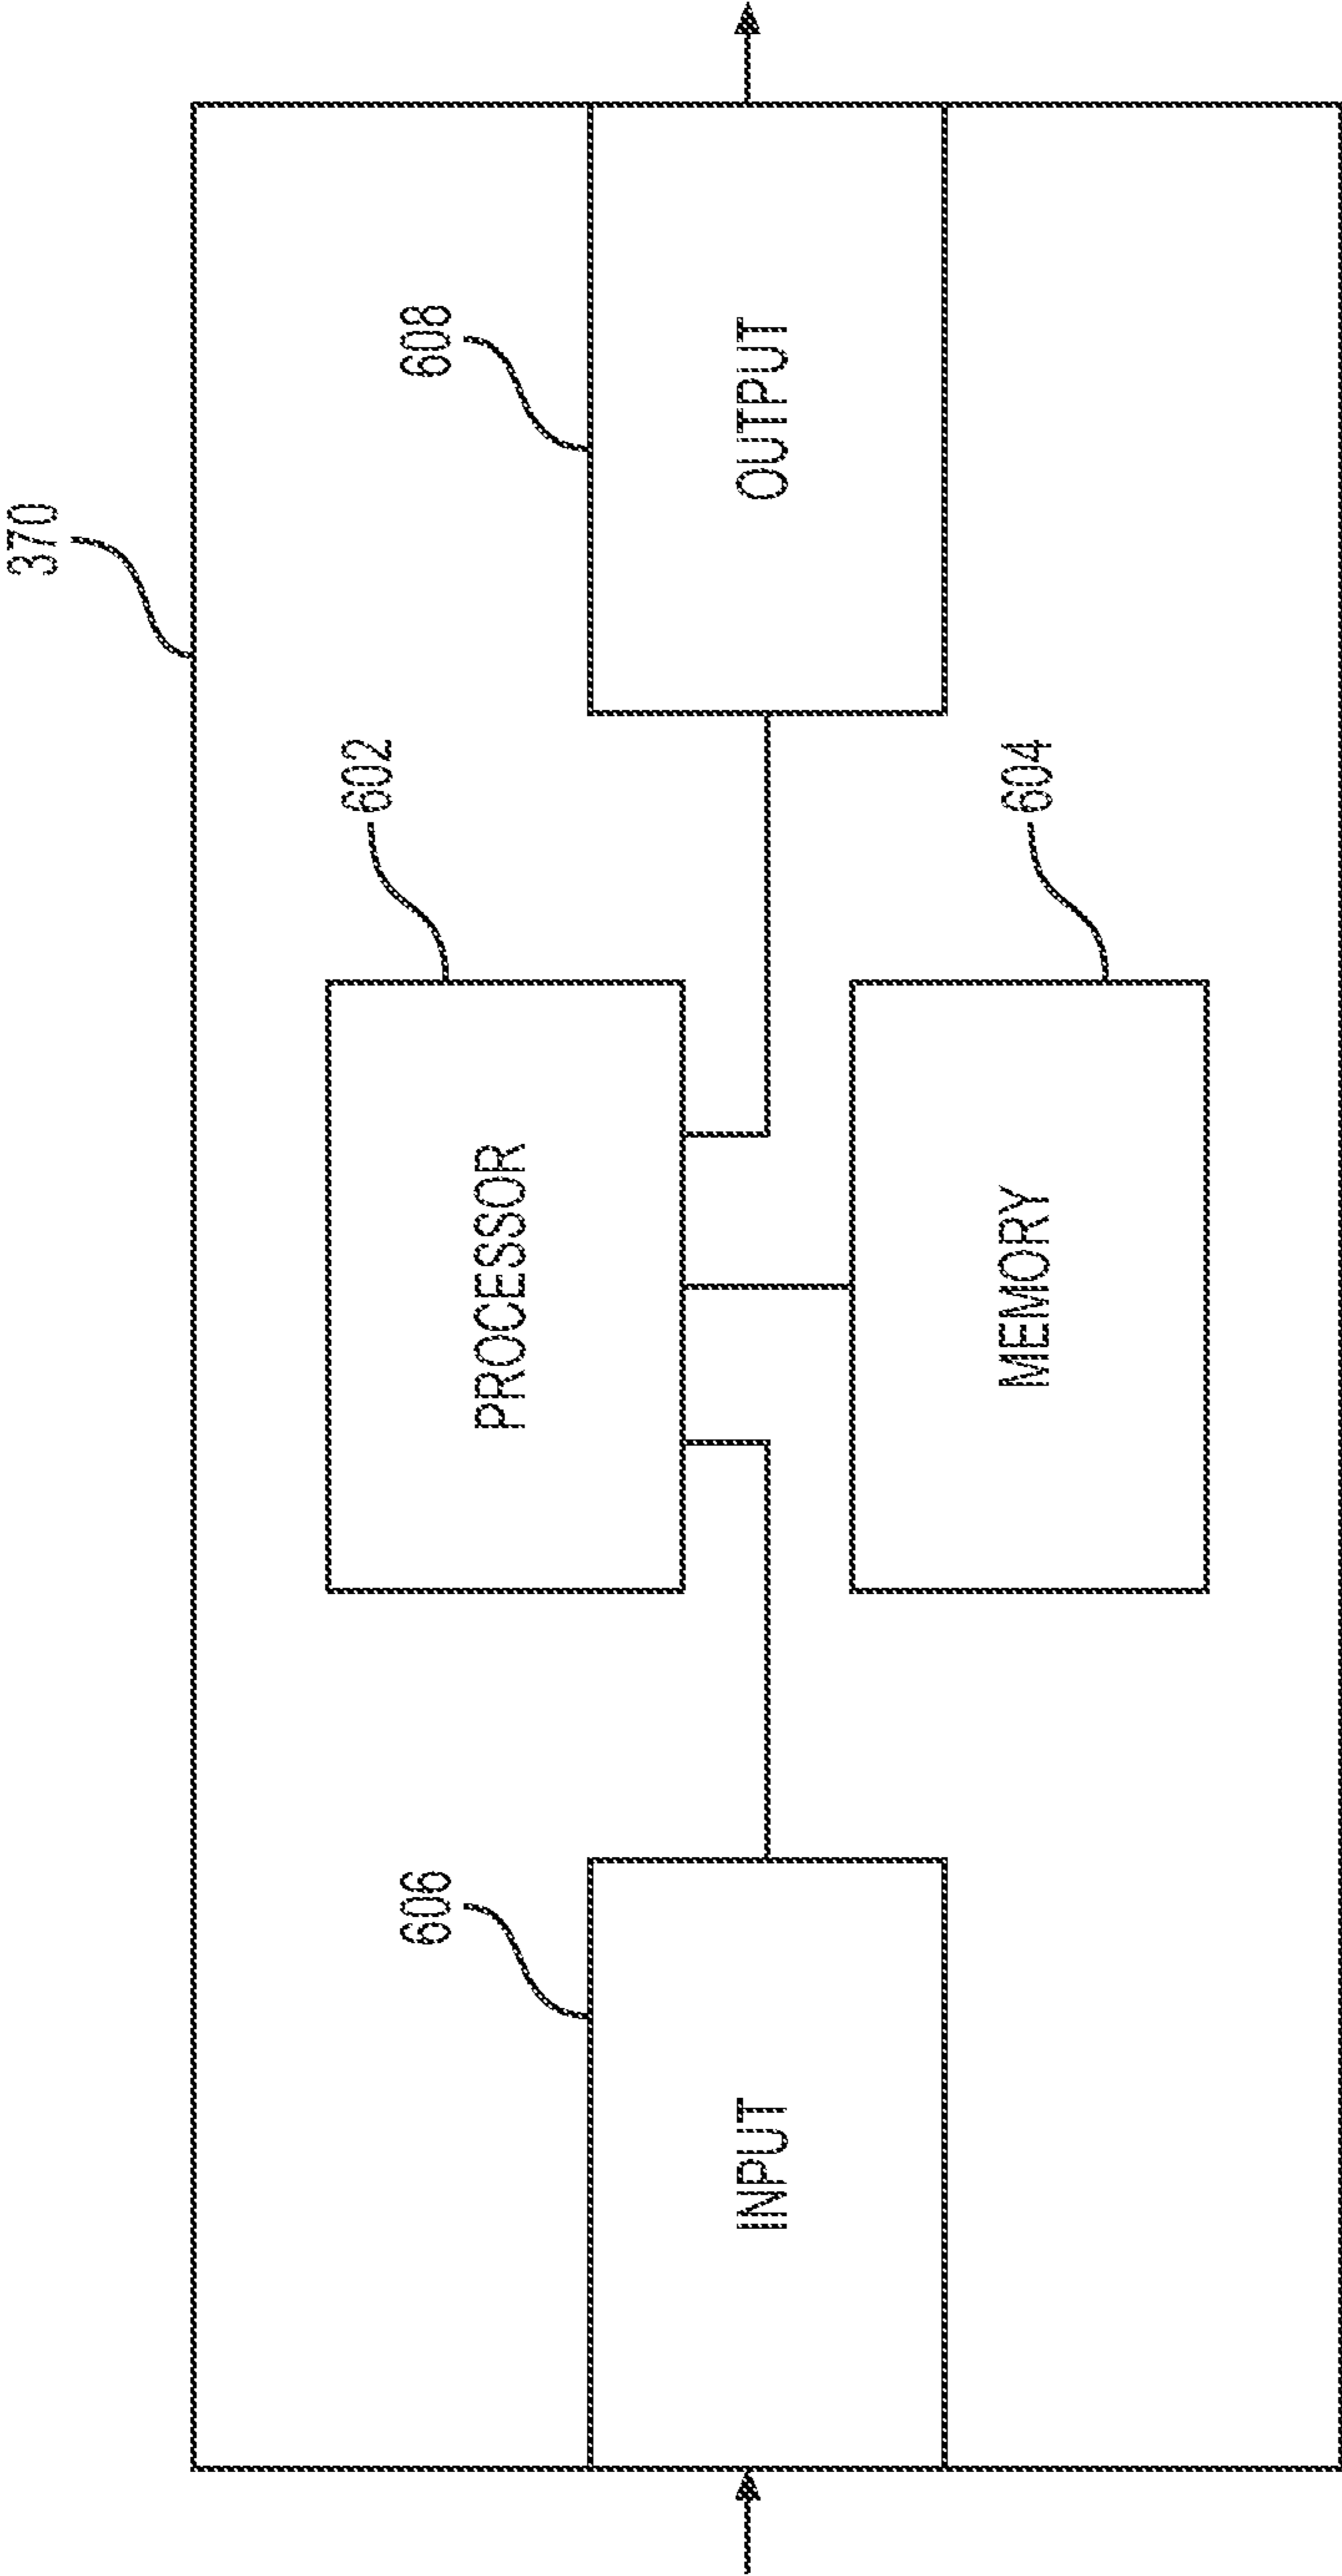 370
602
608
606
PROCESSOR
INPUT
OUTPUT
604
MEMORY